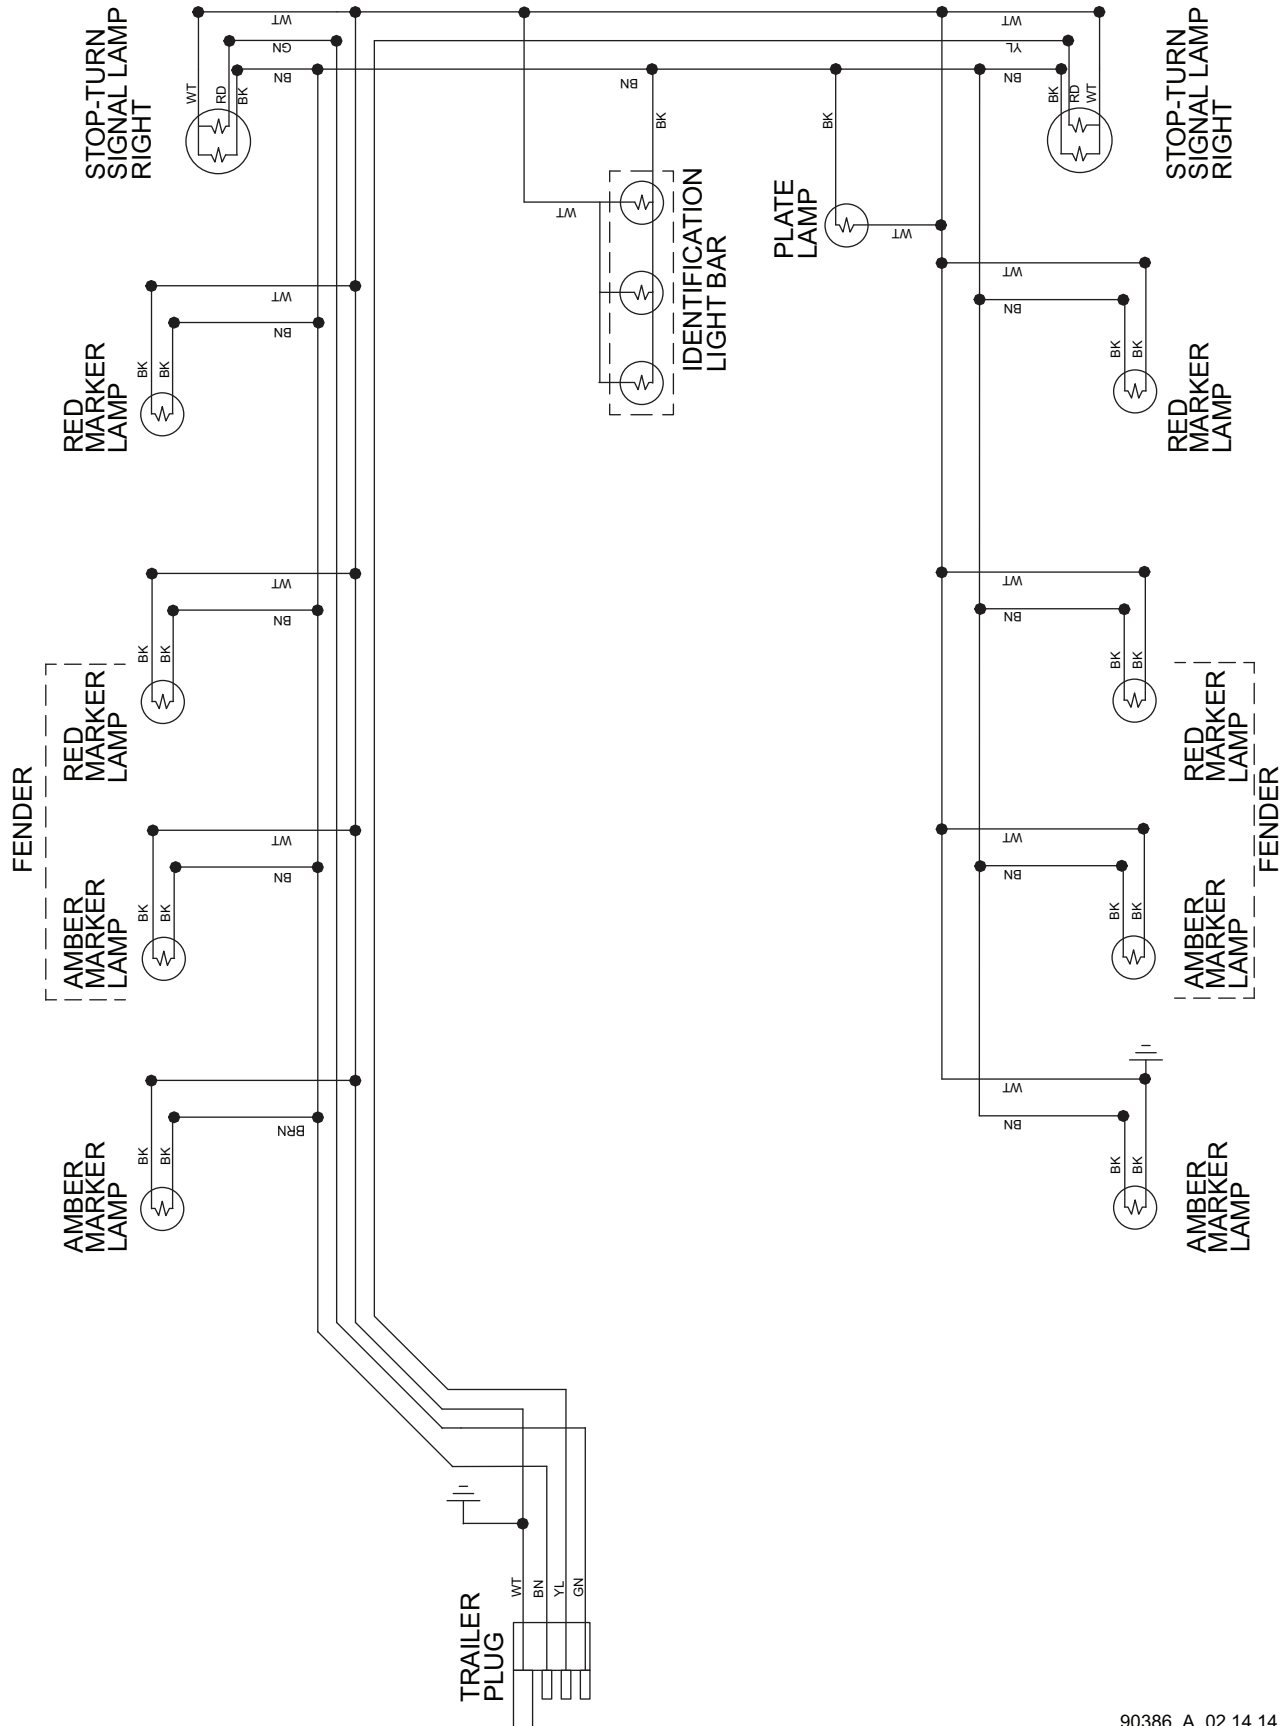 STOP-TURN
SIGNAL LAMP
RIGHT
WT
RD
BK
WT
GN
BN
BN
BK
WT
IDENTIFICATION
LIGHT BAR
PLATE
LAMP
BK
WT
WT
YL
BN
BK
RD
WT
STOP-TURN
SIGNAL LAMP
RIGHT
RED
MARKER
LAMP
BK
BK
WT
BN
WT
BN
BK
BK
RED
MARKER
LAMP
FENDER
RED
MARKER
LAMP
BK
BK
WT
BN
WT
BN
BK
BK
RED
MARKER
LAMP
FENDER
AMBER
MARKER
LAMP
BK
BK
WT
BN
WT
BN
BK
BK
AMBER
MARKER
LAMP
AMBER
MARKER
LAMP
BK
BK
BRN
WT
BN
BK
BK
AMBER
MARKER
LAMP
TRAILER
PLUG
WT
BN
YL
GN
90386_A_02.14.14